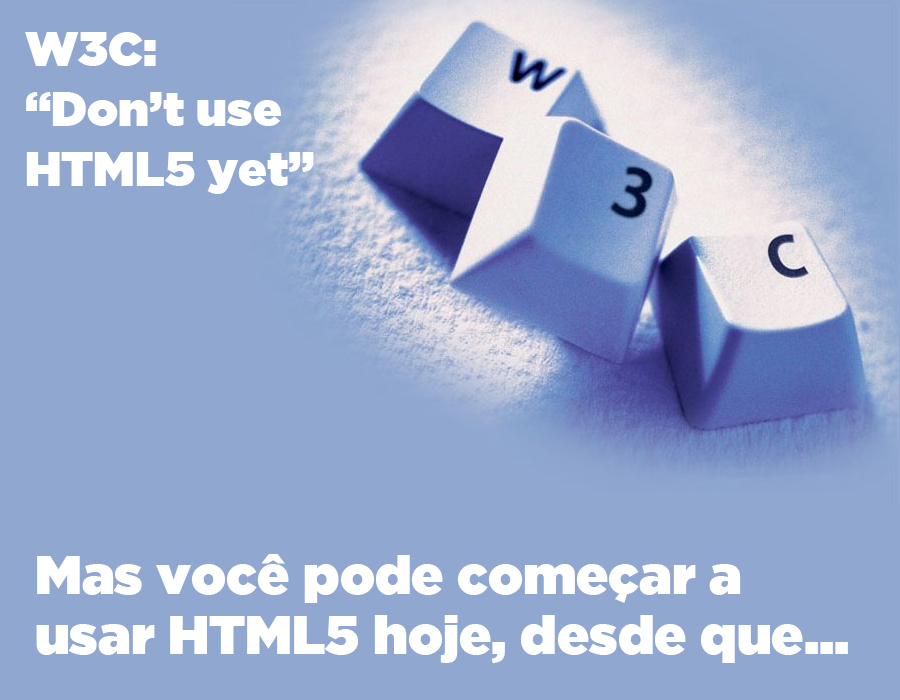 W3C:
“Don’t use
HTML5 yet”
W
3
C
Mas você pode começar a
usar HTML5 hoje, desde que...